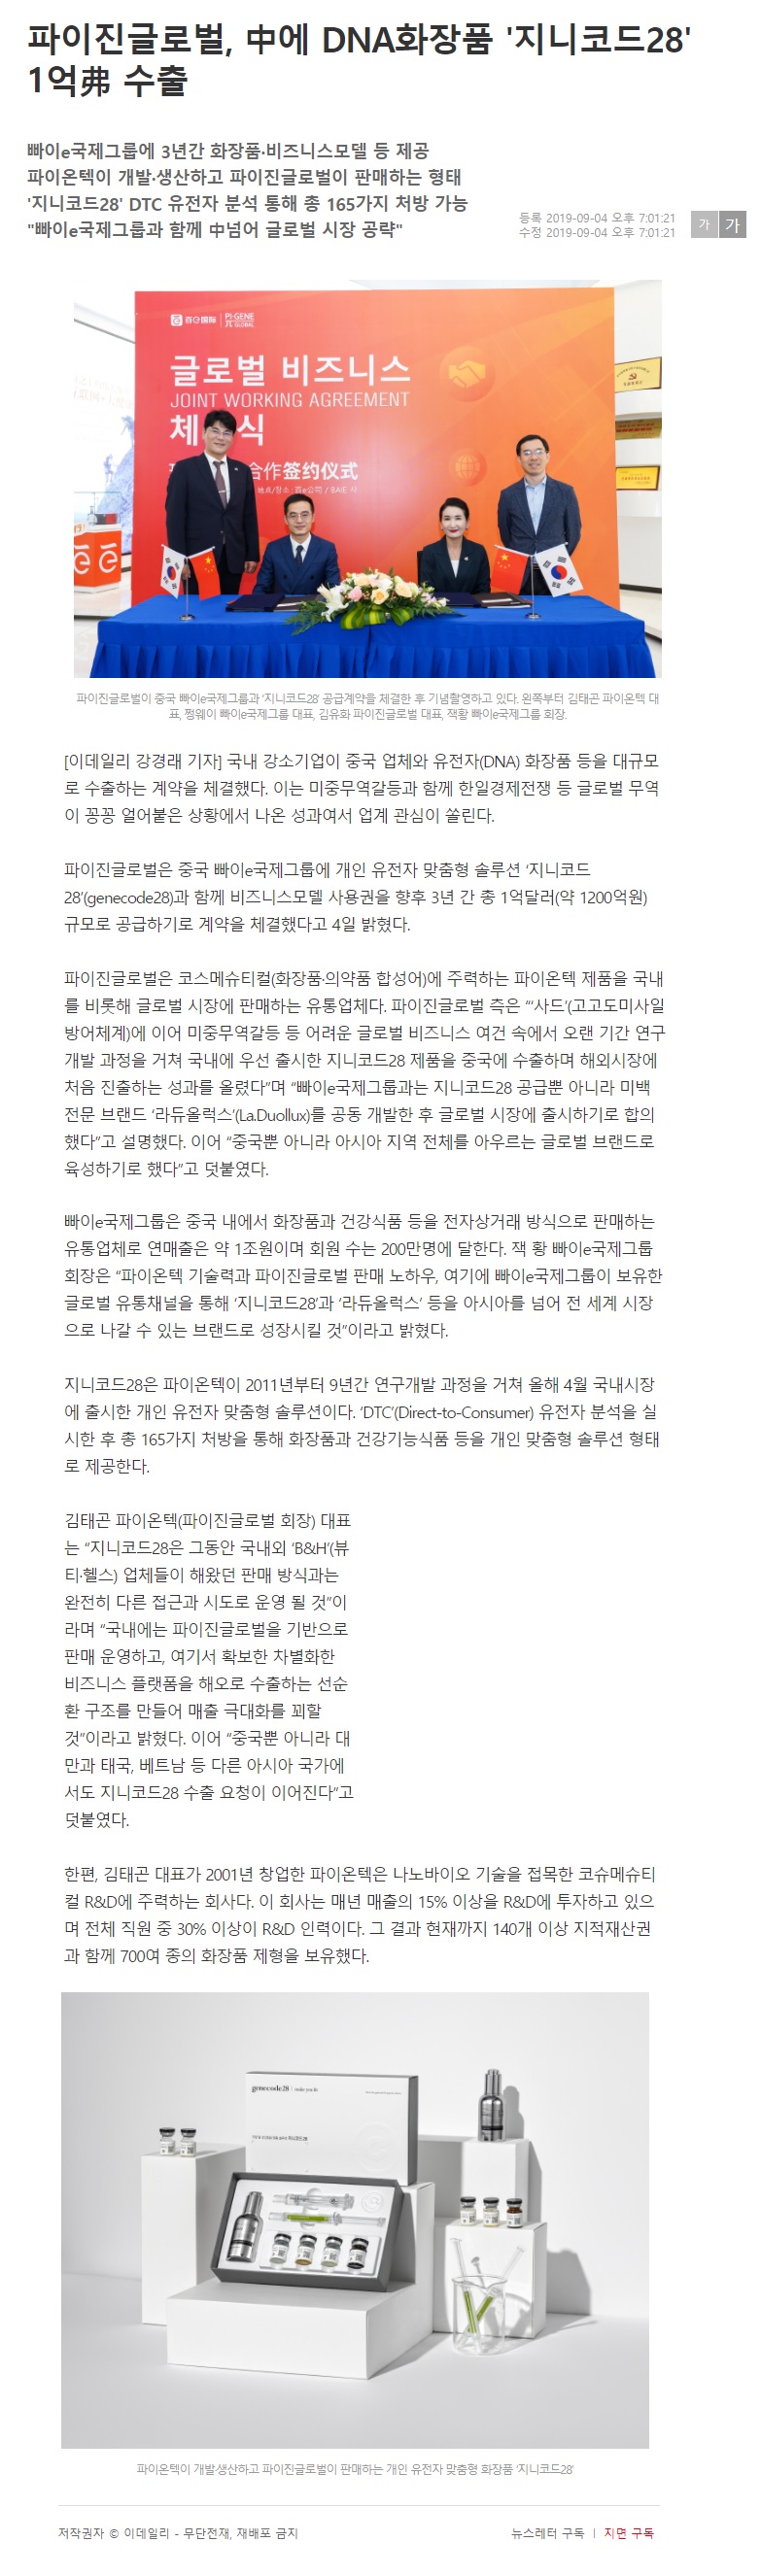 파이진글로벌, 中에 DNA화장품 '지니코드28'
1억弗 수출
빠이e국제그룹에 3년간 화장품·비즈니스모델 등 제공
파이온텍이 개발·생산하고 파이진글로벌이 판매하는 형태
'지니코드28' DTC 유전자 분석 통해 총 165가지 처방 가능
"빠이e국제그룹과 함께 中넘어 글로벌 시장 공략"
등록 2019-09-04 오후 7:01:21
수정 2019-09-04 오후 7:01:21
가 가
百e国际 PI-GENE GLOBAL
글로벌 비즈니스
JOINT WORKING AGREEMENT
체 식
合作签约仪式
地点/장소 : 百e公司 / BAIE 사
파이진글로벌이 중국 빠이e국제그룹과 '지니코드28' 공급계약을 체결한 후 기념촬영하고 있다. 왼쪽부터 김태곤 파이온텍 대
표, 쩡웨이 빠이e국제그룹 대표, 김유화 파이진글로벌 대표, 잭황 빠이e국제그룹 회장.
[이데일리 강경래 기자] 국내 강소기업이 중국 업체와 유전자(DNA) 화장품 등을 대규모
로 수출하는 계약을 체결했다. 이는 미중무역갈등과 함께 한일경제전쟁 등 글로벌 무역
이 꽁꽁 얼어붙은 상황에서 나온 성과여서 업계 관심이 쏠린다.
파이진글로벌은 중국 빠이e국제그룹에 개인 유전자 맞춤형 솔루션 ‘지니코드
28’(genecode28)과 함께 비즈니스모델 사용권을 향후 3년 간 총 1억달러(약 1200억원)
규모로 공급하기로 계약을 체결했다고 4일 밝혔다.
파이진글로벌은 코스메슈티컬(화장품·의약품 합성어)에 주력하는 파이온텍 제품을 국내
를 비롯해 글로벌 시장에 판매하는 유통업체다. 파이진글로벌 측은 “‘사드’(고고도미사일
방어체계)에 이어 미중무역갈등 등 어려운 글로벌 비즈니스 여건 속에서 오랜 기간 연구
개발 과정을 거쳐 국내에 우선 출시한 지니코드28 제품을 중국에 수출하며 해외시장에
처음 진출하는 성과를 올렸다”며 “빠이e국제그룹과는 지니코드28 공급뿐 아니라 미백
전문 브랜드 ‘라듀올럭스’(La.Duollux)를 공동 개발한 후 글로벌 시장에 출시하기로 합의
했다”고 설명했다. 이어 “중국뿐 아니라 아시아 지역 전체를 아우르는 글로벌 브랜드로
육성하기로 했다”고 덧붙였다.
빠이e국제그룹은 중국 내에서 화장품과 건강식품 등을 전자상거래 방식으로 판매하는
유통업체로 연매출은 약 1조원이며 회원 수는 200만명에 달한다. 잭 황 빠이e국제그룹
회장은 “파이온텍 기술력과 파이진글로벌 판매 노하우, 여기에 빠이e국제그룹이 보유한
글로벌 유통채널을 통해 ‘지니코드28’과 ‘라듀올럭스’ 등을 아시아를 넘어 전 세계 시장
으로 나갈 수 있는 브랜드로 성장시킬 것”이라고 밝혔다.
지니코드28은 파이온텍이 2011년부터 9년간 연구개발 과정을 거쳐 올해 4월 국내시장
에 출시한 개인 유전자 맞춤형 솔루션이다. ‘DTC’(Direct-to-Consumer) 유전자 분석을 실
시한 후 총 165가지 처방을 통해 화장품과 건강기능식품 등을 개인 맞춤형 솔루션 형태
로 제공한다.
김태곤 파이온텍(파이진글로벌 회장) 대표
는 “지니코드28은 그동안 국내외 ‘B&H’(뷰
티·헬스) 업체들이 해왔던 판매 방식과는
완전히 다른 접근과 시도로 운영 될 것”이
라며 “국내에는 파이진글로벌을 기반으로
판매 운영하고, 여기서 확보한 차별화한
비즈니스 플랫폼을 해오로 수출하는 선순
환 구조를 만들어 매출 극대화를 꾀할
것”이라고 밝혔다. 이어 “중국뿐 아니라 대
만과 태국, 베트남 등 다른 아시아 국가에
서도 지니코드28 수출 요청이 이어진다”고
덧붙였다.
한편, 김태곤 대표가 2001년 창업한 파이온텍은 나노바이오 기술을 접목한 코슈메슈티
컬 R&D에 주력하는 회사다. 이 회사는 매년 매출의 15% 이상을 R&D에 투자하고 있으
며 전체 직원 중 30% 이상이 R&D 인력이다. 그 결과 현재까지 140개 이상 지적재산권
과 함께 700여 종의 화장품 제형을 보유했다.
genecode28 | make you fit
지니코드28
파이온텍이 개발생산하고 파이진글로벌이 판매하는 개인 유전자 맞춤형 화장품 '지니코드28'
저작권자 © 이데일리 - 무단전재, 재배포 금지
뉴스레터 구독 | 지면 구독